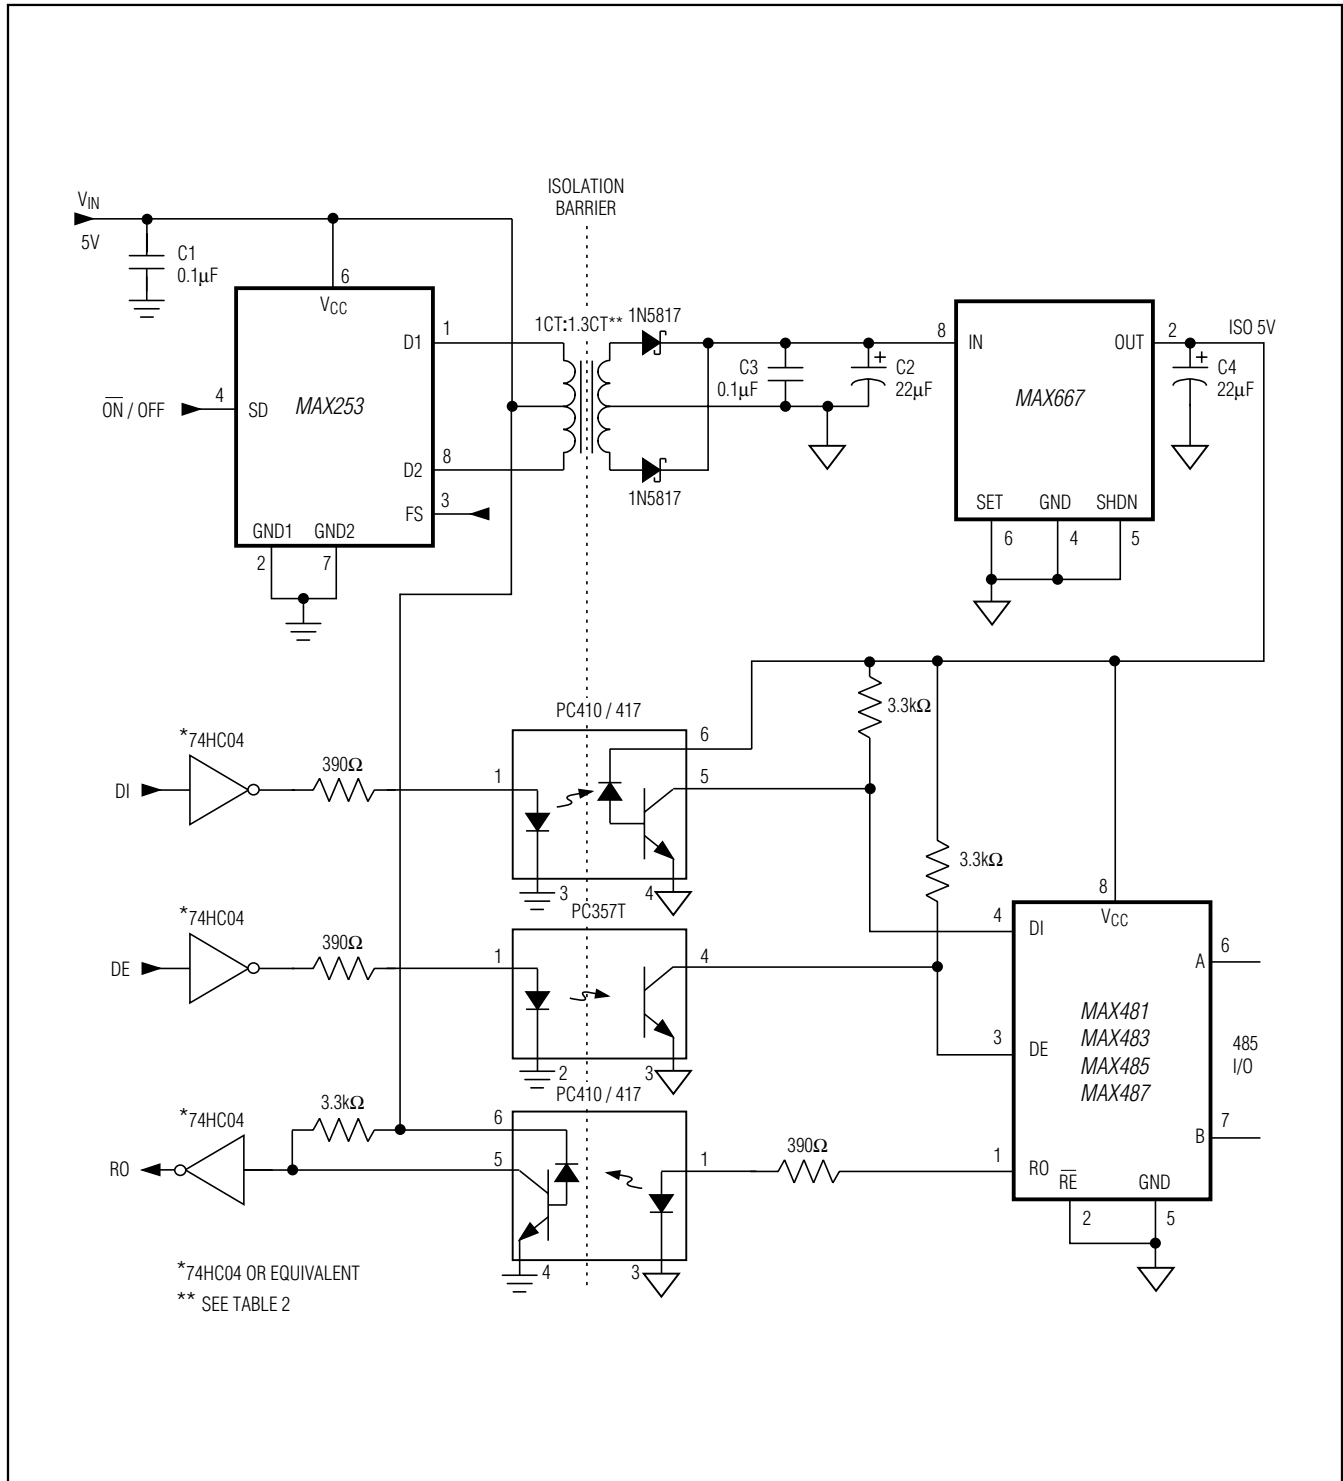 ISOLATION
BARRIER
VIN
5V
C1
0.1µF
6
VCC
1
D1
4
ON / OFF
SD
MAX253
8
D2
3
FS
GND1
GND2
2
7
1CT:1.3CT**
1N5817
1N5817
C3
0.1µF
+
C2
22µF
8
IN
OUT
2
ISO 5V
MAX667
+
C4
22µF
SET
GND
SHDN
6
4
5
PC410 / 417
6
3.3kΩ
*74HC04
DI
390Ω
1
5
3
4
3.3kΩ
PC357T
*74HC04
DE
390Ω
1
4
2
3
8
VCC
4
DI
6
A
MAX481
MAX483
MAX485
MAX487
3
DE
485
I/O
7
B
1
RO
RE
GND
2
5
PC410 / 417
*74HC04
3.3kΩ
6
RO
5
1
390Ω
4
3
*74HC04 OR EQUIVALENT
** SEE TABLE 2